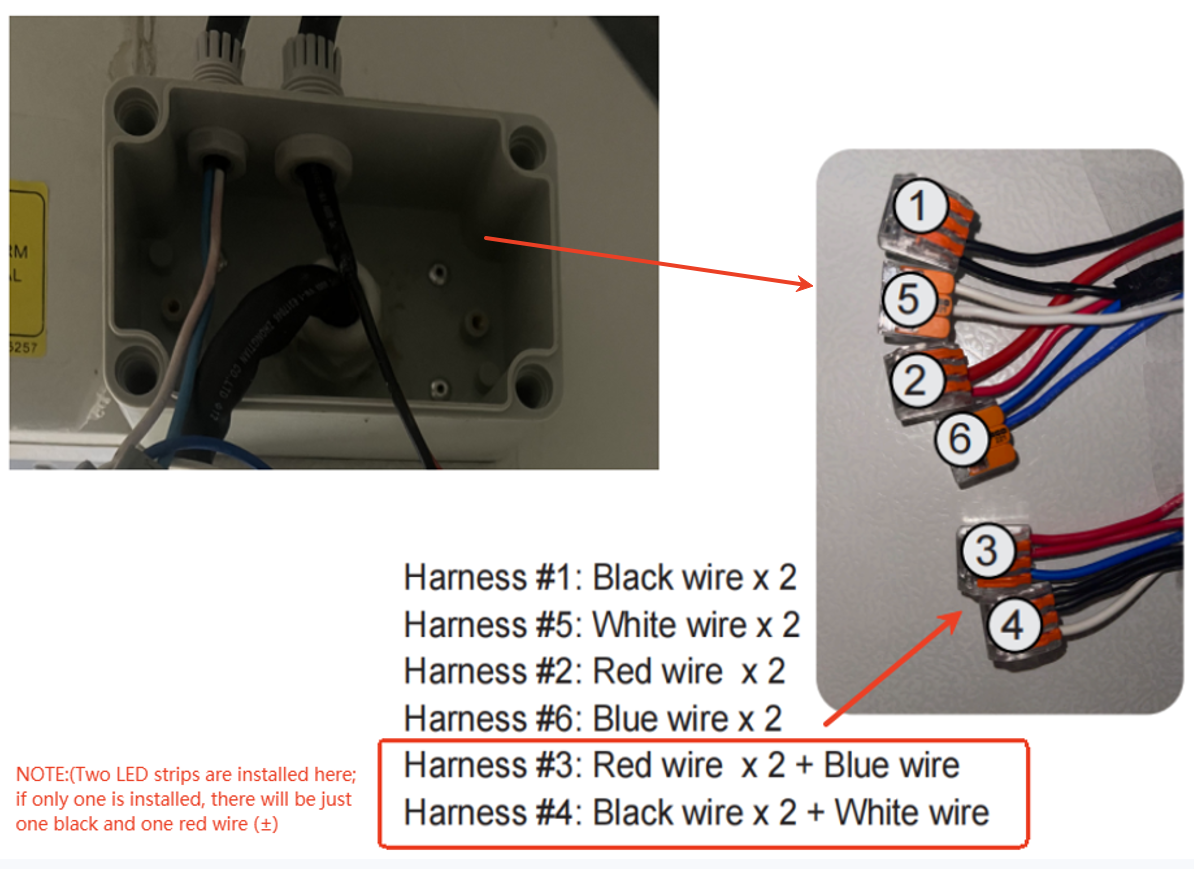 RM
AL
5257
1
5
2
6
3
4
Harness #1: Black wire x 2
Harness #5: White wire x 2
Harness #2: Red wire x 2
Harness #6: Blue wire x 2
Harness #3: Red wire x 2 + Blue wire
Harness #4: Black wire x 2 + White wire
NOTE:(Two LED strips are installed here;
if only one is installed, there will be just
one black and one red wire (±)